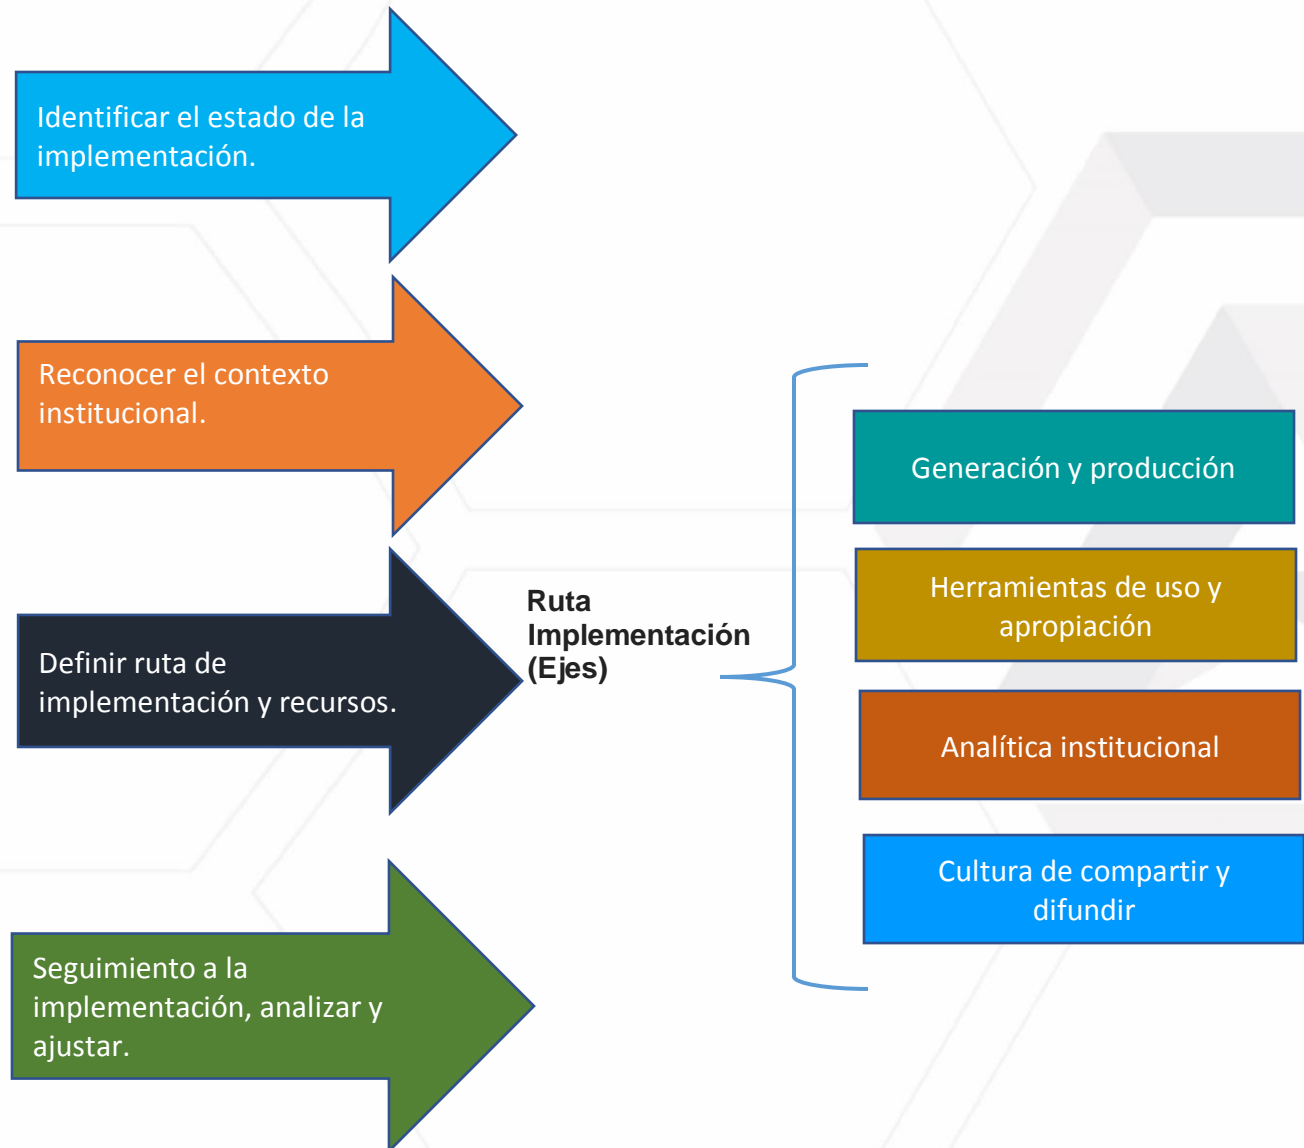 Identificar el estado de la
implementación.
Reconocer el contexto
institucional.
Definir ruta de
implementación y recursos.
Seguimiento a la
implementación, analizar y
ajustar.
Ruta
Implementación
(Ejes)
Generación y producción
Herramientas de uso y
apropiación
Analítica institucional
Cultura de compartir y
difundir